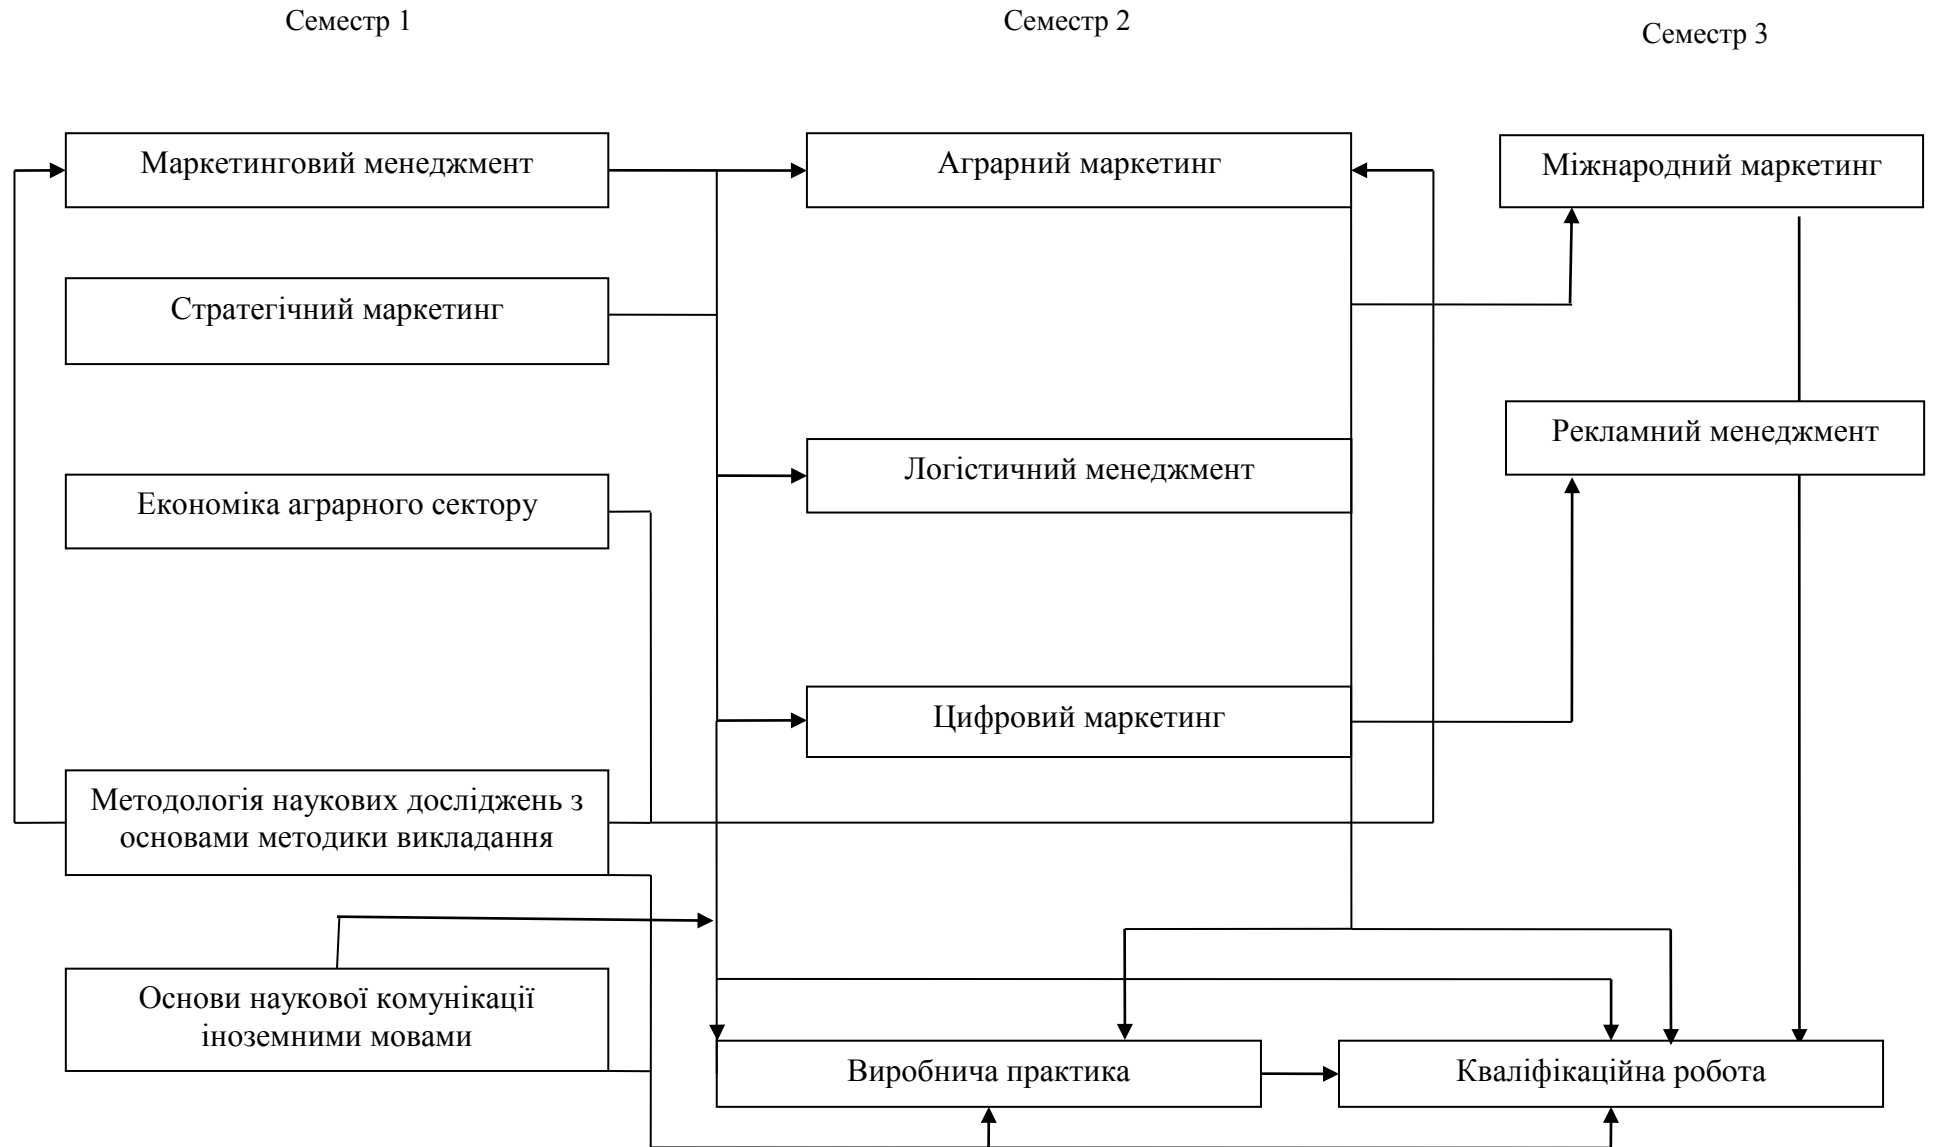 Семестр 1
Семестр 2
Семестр 3
Маркетинговий менеджмент
Аграрний маркетинг
Міжнародний маркетинг
Стратегічний маркетинг
Рекламний менеджмент
Логістичний менеджмент
Економіка аграрного сектору
Цифровий маркетинг
Методологія наукових досліджень з
основами методики викладання
Основи наукової комунікації
іноземними мовами
Виробнича практика
Кваліфікаційна робота